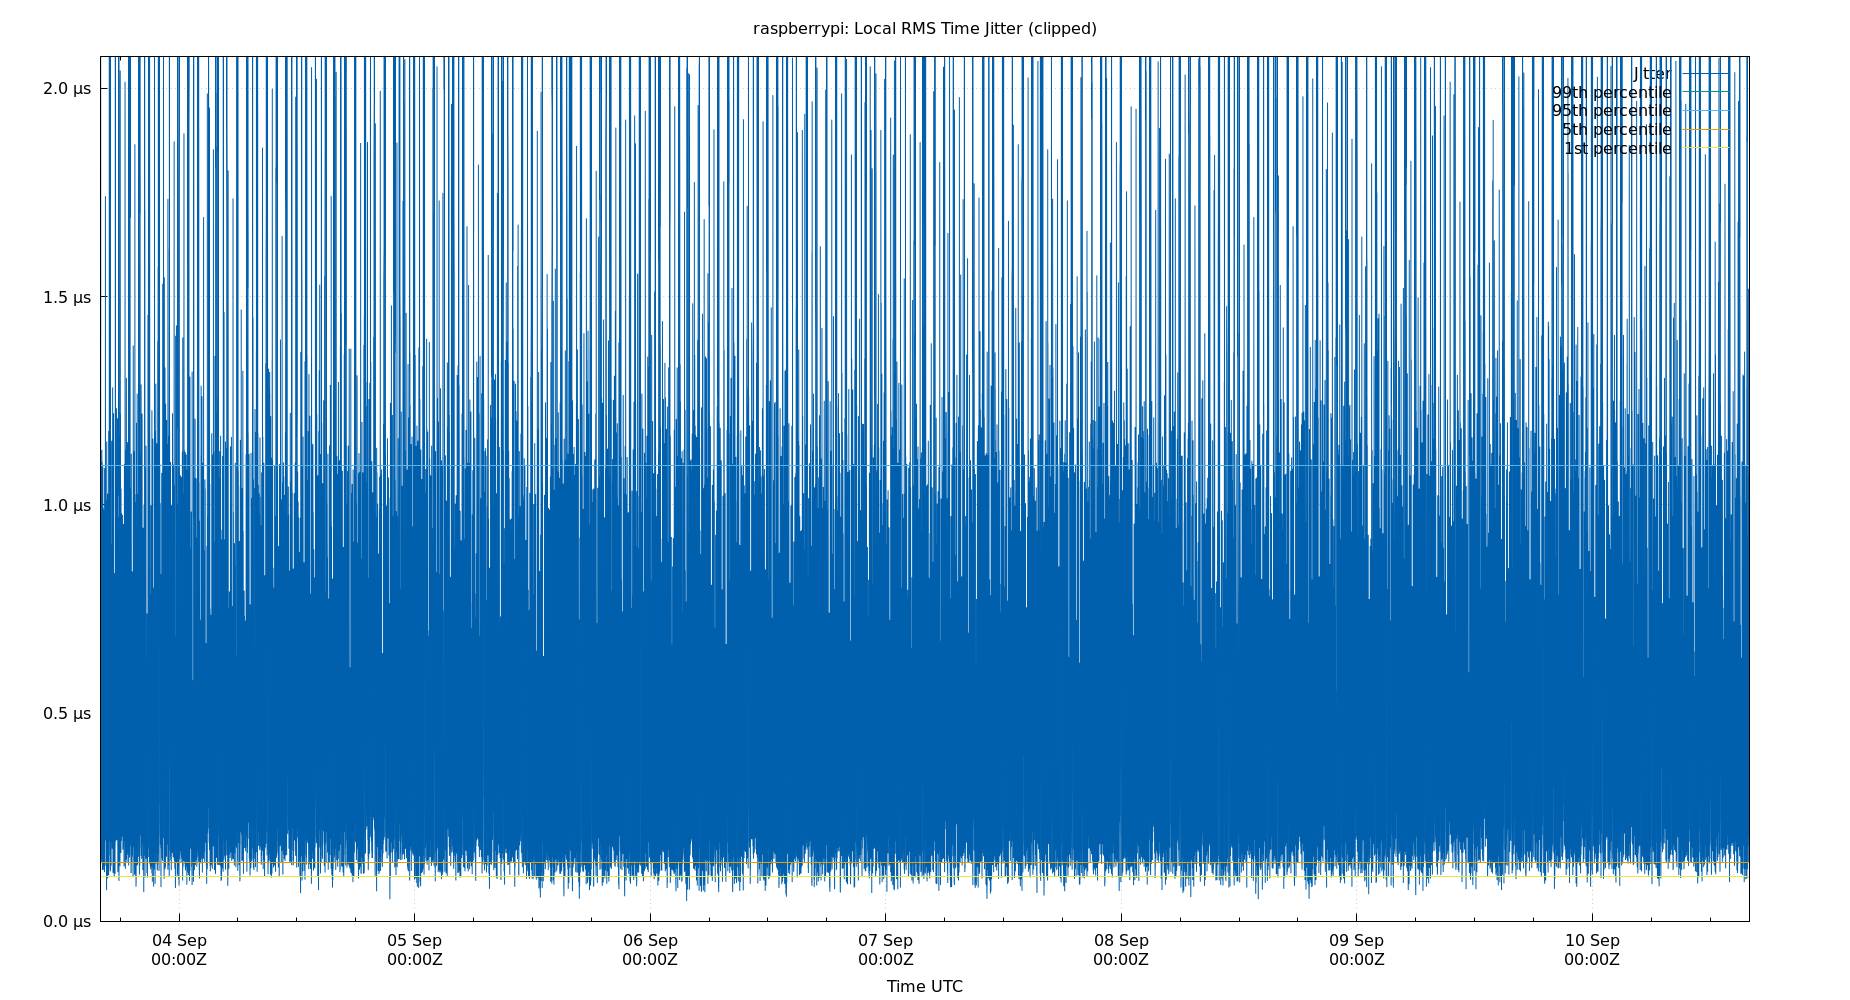 raspberrypi: Local RMS Time Jitter (clipped)
2.0 µs
1.5 µs
1.0 µs
0.5 µs
0.0 µs
Jitter
99th percentile
95th percentile
5th percentile
1st percentile
04 Sep 05 Sep 06 Sep 07 Sep 08 Sep 09 Sep 10 Sep
00:00Z 00:00Z 00:00Z 00:00Z 00:00Z 00:00Z 00:00Z
Time UTC